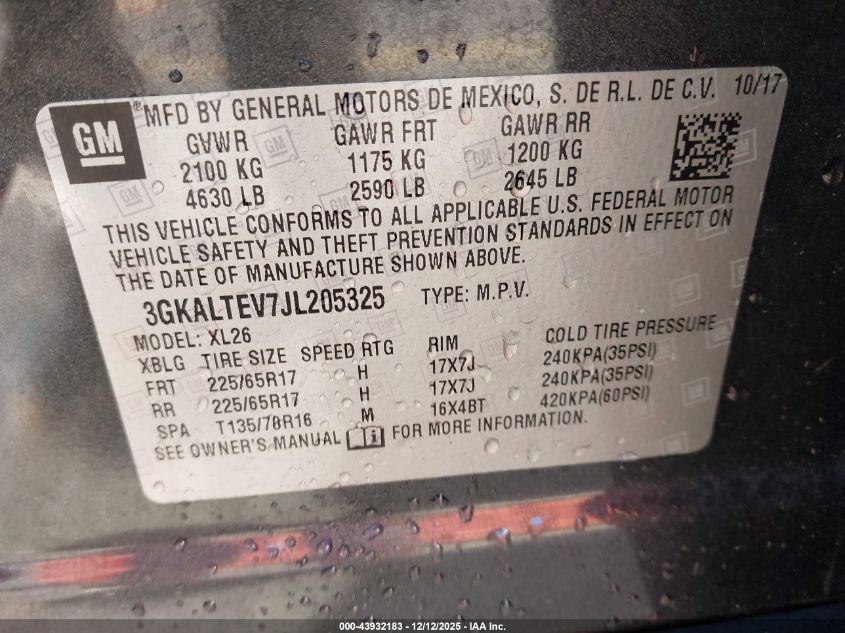 GM
®MFD BY GENERAL MOTORS DE MEXICO, S. DE R.L. DE C.V. 10/17
GVWR GAWR FRT GAWR RR
2100 KG 1175 KG 1200 KG
4630 LB 2590 LB 2645 LB
THIS VEHICLE CONFORMS TO ALL APPLICABLE U.S. FEDERAL MOTOR
VEHICLE SAFETY AND THEFT PREVENTION STANDARDS IN EFFECT ON
THE DATE OF MANUFACTURE SHOWN ABOVE.
3GKALTEV7JL205325 TYPE: M.P.V.
MODEL: XL26
XBLG TIRE SIZE SPEED RTG RIM COLD TIRE PRESSURE
FRT 225/65R17 H 17X7J 240KPA(35PSI)
RR 225/65R17 H 17X7J 240KPA(35PSI)
SPA T135/70R16 M 16X4BT 420KPA(60PSI)
SEE OWNER'S MANUAL FOR MORE INFORMATION.
000-43932183 - 12/12/2025 - IAA Inc.